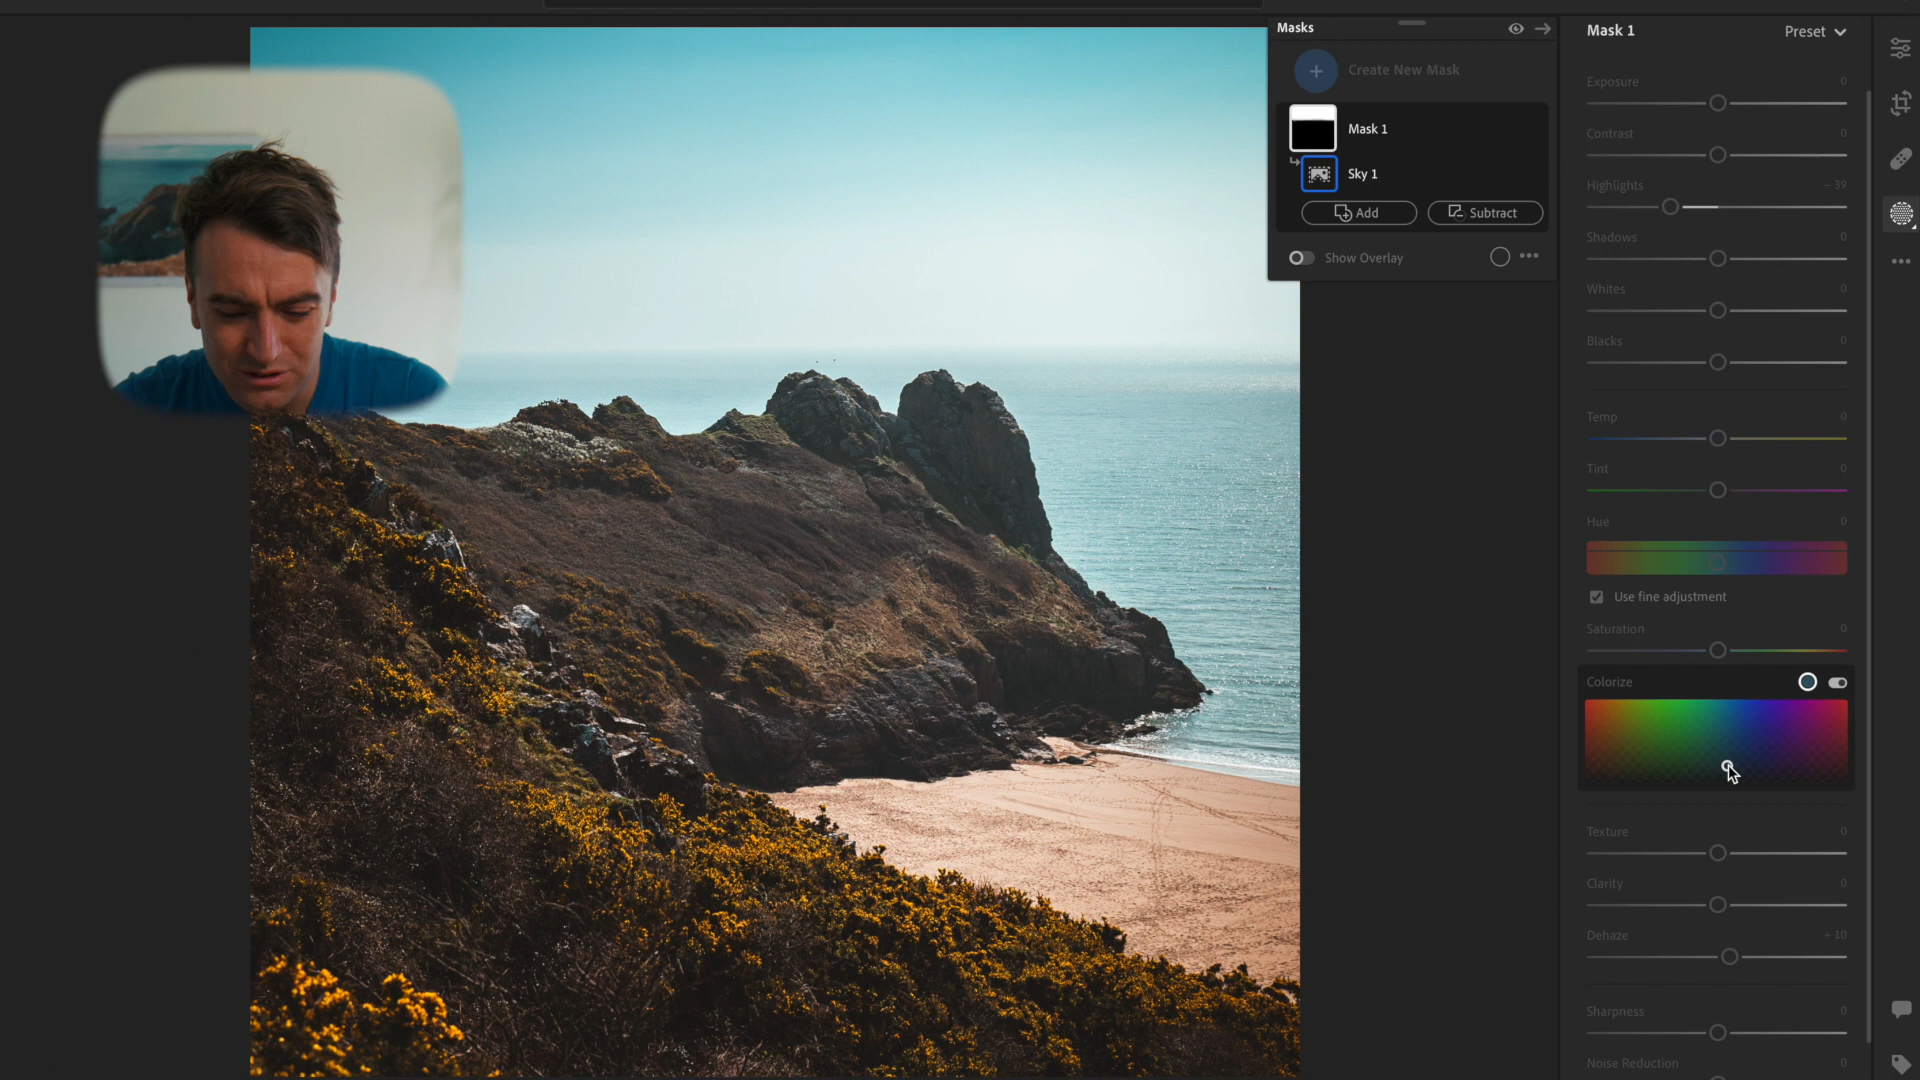 Masks
Create New Mask
Mask 1
Sky 1
Add Subtract
Show Overlay
Mask 1 Preset
Exposure 0
Contrast 0
Highlights – 39
Shadows 0
Whites 0
Blacks 0
Temp 0
Tint 0
Hue 0
Use fine adjustment
Saturation 0
Colorize
Texture 0
Clarity 0
Dehaze + 10
Sharpness 0
Noise Reduction 0